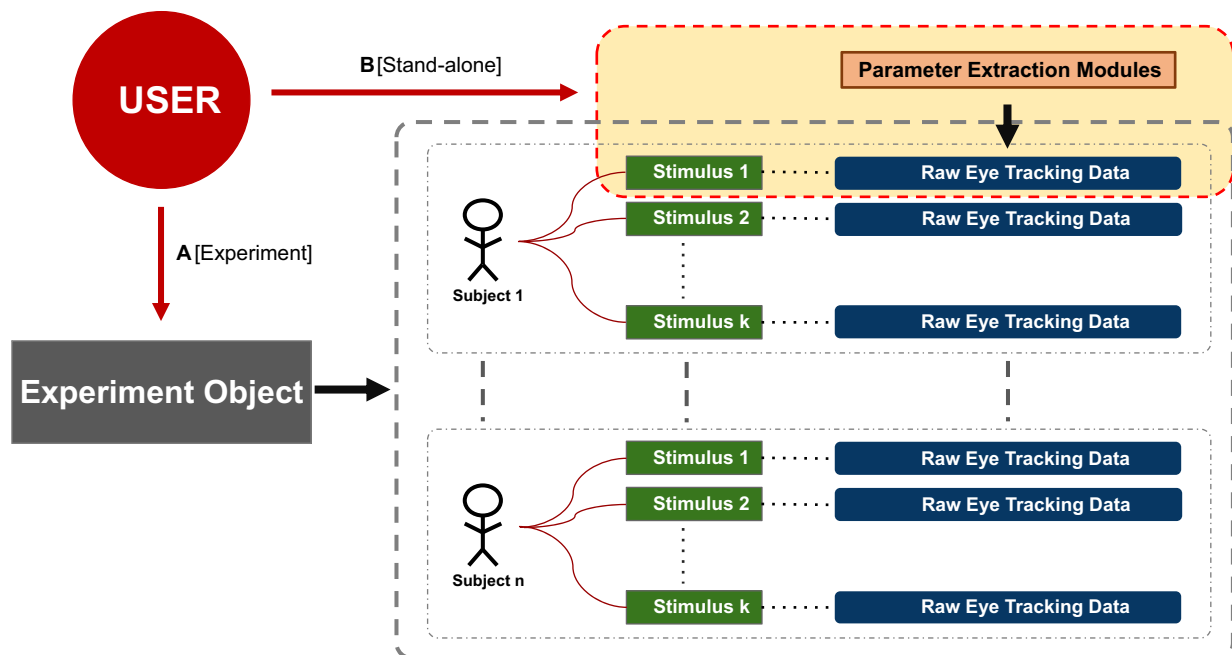 USER
B [Stand-alone]
Parameter Extraction Modules
A [Experiment]
Experiment Object
Stimulus 1
Raw Eye Tracking Data
Stimulus 2
Raw Eye Tracking Data
Subject 1
Stimulus k
Raw Eye Tracking Data
Stimulus 1
Raw Eye Tracking Data
Stimulus 2
Raw Eye Tracking Data
Subject n
Stimulus k
Raw Eye Tracking Data